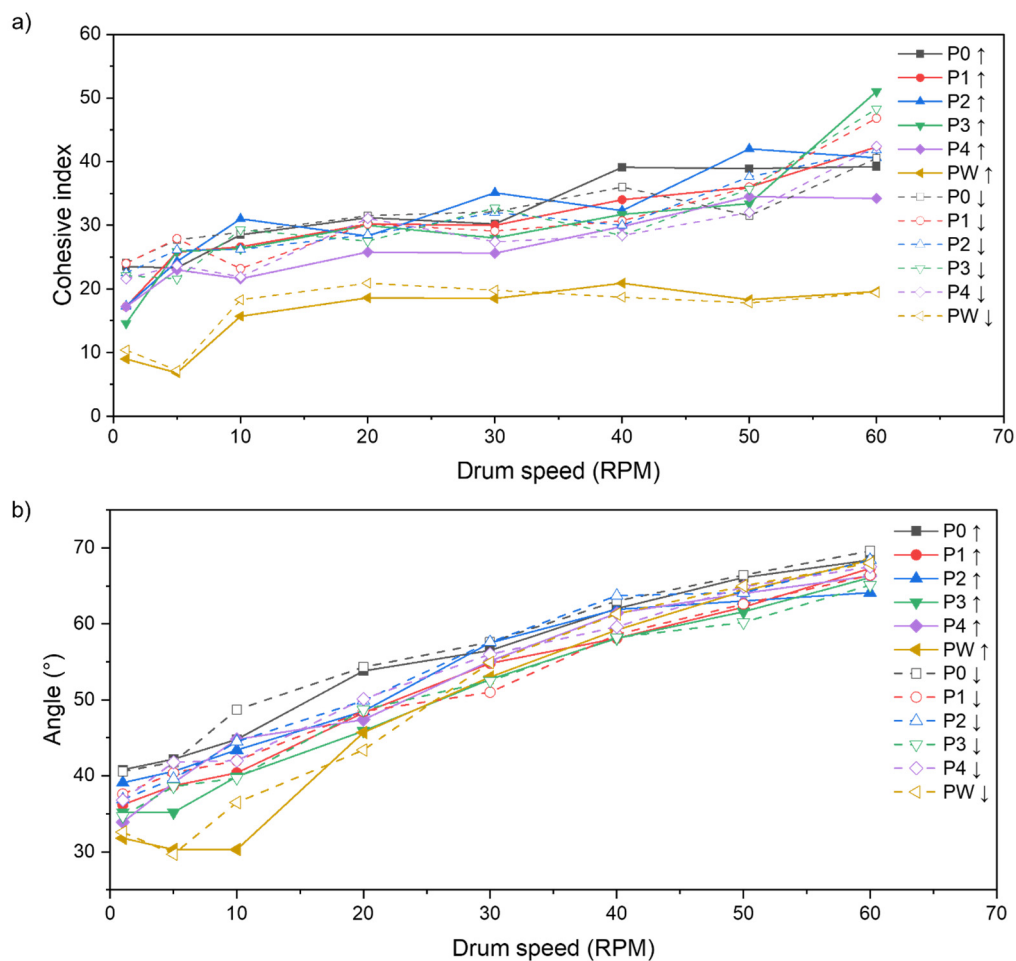 a)
60
50
40
30
20
10
0
Cohesive index
0 10 20 30 40 50 60 70
Drum speed (RPM)
P0 ↑
P1 ↑
P2 ↑
P3 ↑
P4 ↑
PW ↑
P0 ↓
P1 ↓
P2 ↓
P3 ↓
P4 ↓
PW ↓
b)
70
60
50
40
30
Angle (°)
0 10 20 30 40 50 60 70
Drum speed (RPM)
P0 ↑
P1 ↑
P2 ↑
P3 ↑
P4 ↑
PW ↑
P0 ↓
P1 ↓
P2 ↓
P3 ↓
P4 ↓
PW ↓